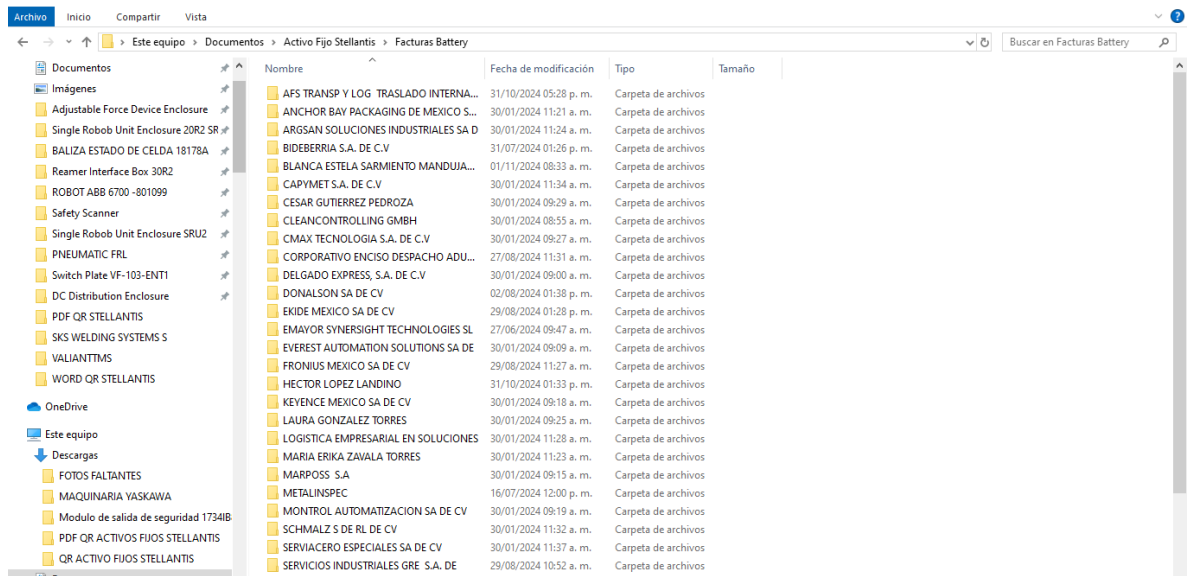 Archivo Inicio Compartir Vista
Este equipo > Documentos > Activo Fijo Stellantis > Facturas Battery
Buscar en Facturas Battery
Documentos
Imágenes
Adjustable Force Device Enclosure
Single Robob Unit Enclosure 20R2 SR
BALIZA ESTADO DE CELDA 18178A
Reamer Interface Box 30R2
ROBOT ABB 6700 -801099
Safety Scanner
Single Robob Unit Enclosure SRU2
PNEUMATIC FRL
Switch Plate VF-103-ENT1
DC Distribution Enclosure
PDF QR STELLANTIS
SKS WELDING SYSTEMS S
VALIANTTMS
WORD QR STELLANTIS
OneDrive
Este equipo
Descargas
FOTOS FALTANTES
MAQUINARIA YASKAWA
Modulo de salida de seguridad 1734IB
PDF QR ACTIVOS FIJOS STELLANTIS
QR ACTIVO FIJOS STELLANTIS
Nombre Fecha de modificación Tipo Tamaño
AFS TRANSP Y LOG TRASLADO INTERNA... 31/10/2024 05:28 p. m. Carpeta de archivos
ANCHOR BAY PACKAGING DE MEXICO S... 30/01/2024 11:21 a. m. Carpeta de archivos
ARGSAN SOLUCIONES INDUSTRIALES SA D 30/01/2024 11:24 a. m. Carpeta de archivos
BIDEBERRIA S.A. DE C.V 31/07/2024 01:26 p. m. Carpeta de archivos
BLANCA ESTELA SARMIENTO MANDUJA... 01/11/2024 08:33 a. m. Carpeta de archivos
CAPYMET S.A. DE C.V 30/01/2024 11:34 a. m. Carpeta de archivos
CESAR GUTIERREZ PEDROZA 30/01/2024 09:29 a. m. Carpeta de archivos
CLEANCONTROLLING GMBH 30/01/2024 08:55 a. m. Carpeta de archivos
CMAX TECNOLOGIA S.A. DE C.V 30/01/2024 09:27 a. m. Carpeta de archivos
CORPORATIVO ENCISO DESPACHO ADU... 27/08/2024 11:31 a. m. Carpeta de archivos
DELGADO EXPRESS, S.A. DE C.V 30/01/2024 09:00 a. m. Carpeta de archivos
DONALSON SA DE CV 02/08/2024 01:38 p. m. Carpeta de archivos
EKIDE MEXICO SA DE CV 29/08/2024 01:28 p. m. Carpeta de archivos
EMAYOR SYNERSIGHT TECHNOLOGIES SL 27/06/2024 09:47 a. m. Carpeta de archivos
EVEREST AUTOMATION SOLUTIONS SA DE 30/01/2024 09:09 a. m. Carpeta de archivos
FRONIUS MEXICO SA DE CV 29/08/2024 11:27 a. m. Carpeta de archivos
HECTOR LOPEZ LANDINO 31/10/2024 01:33 p. m. Carpeta de archivos
KEYENCE MEXICO SA DE CV 30/01/2024 09:18 a. m. Carpeta de archivos
LAURA GONZALEZ TORRES 30/01/2024 09:25 a. m. Carpeta de archivos
LOGISTICA EMPRESARIAL EN SOLUCIONES 30/01/2024 11:28 a. m. Carpeta de archivos
MARIA ERIKA ZAVALA TORRES 30/01/2024 11:23 a. m. Carpeta de archivos
MARPOSS S.A 30/01/2024 09:15 a. m. Carpeta de archivos
METALINSPEC 16/07/2024 12:00 p. m. Carpeta de archivos
MONTROL AUTOMATIZACION SA DE CV 30/01/2024 09:19 a. m. Carpeta de archivos
SCHMALZ S DE RL DE CV 30/01/2024 11:32 a. m. Carpeta de archivos
SERVIACERO ESPECIALES SA DE CV 30/01/2024 11:37 a. m. Carpeta de archivos
SERVICIOS INDUSTRIALES GRE S.A. DE 29/08/2024 10:52 a. m. Carpeta de archivos